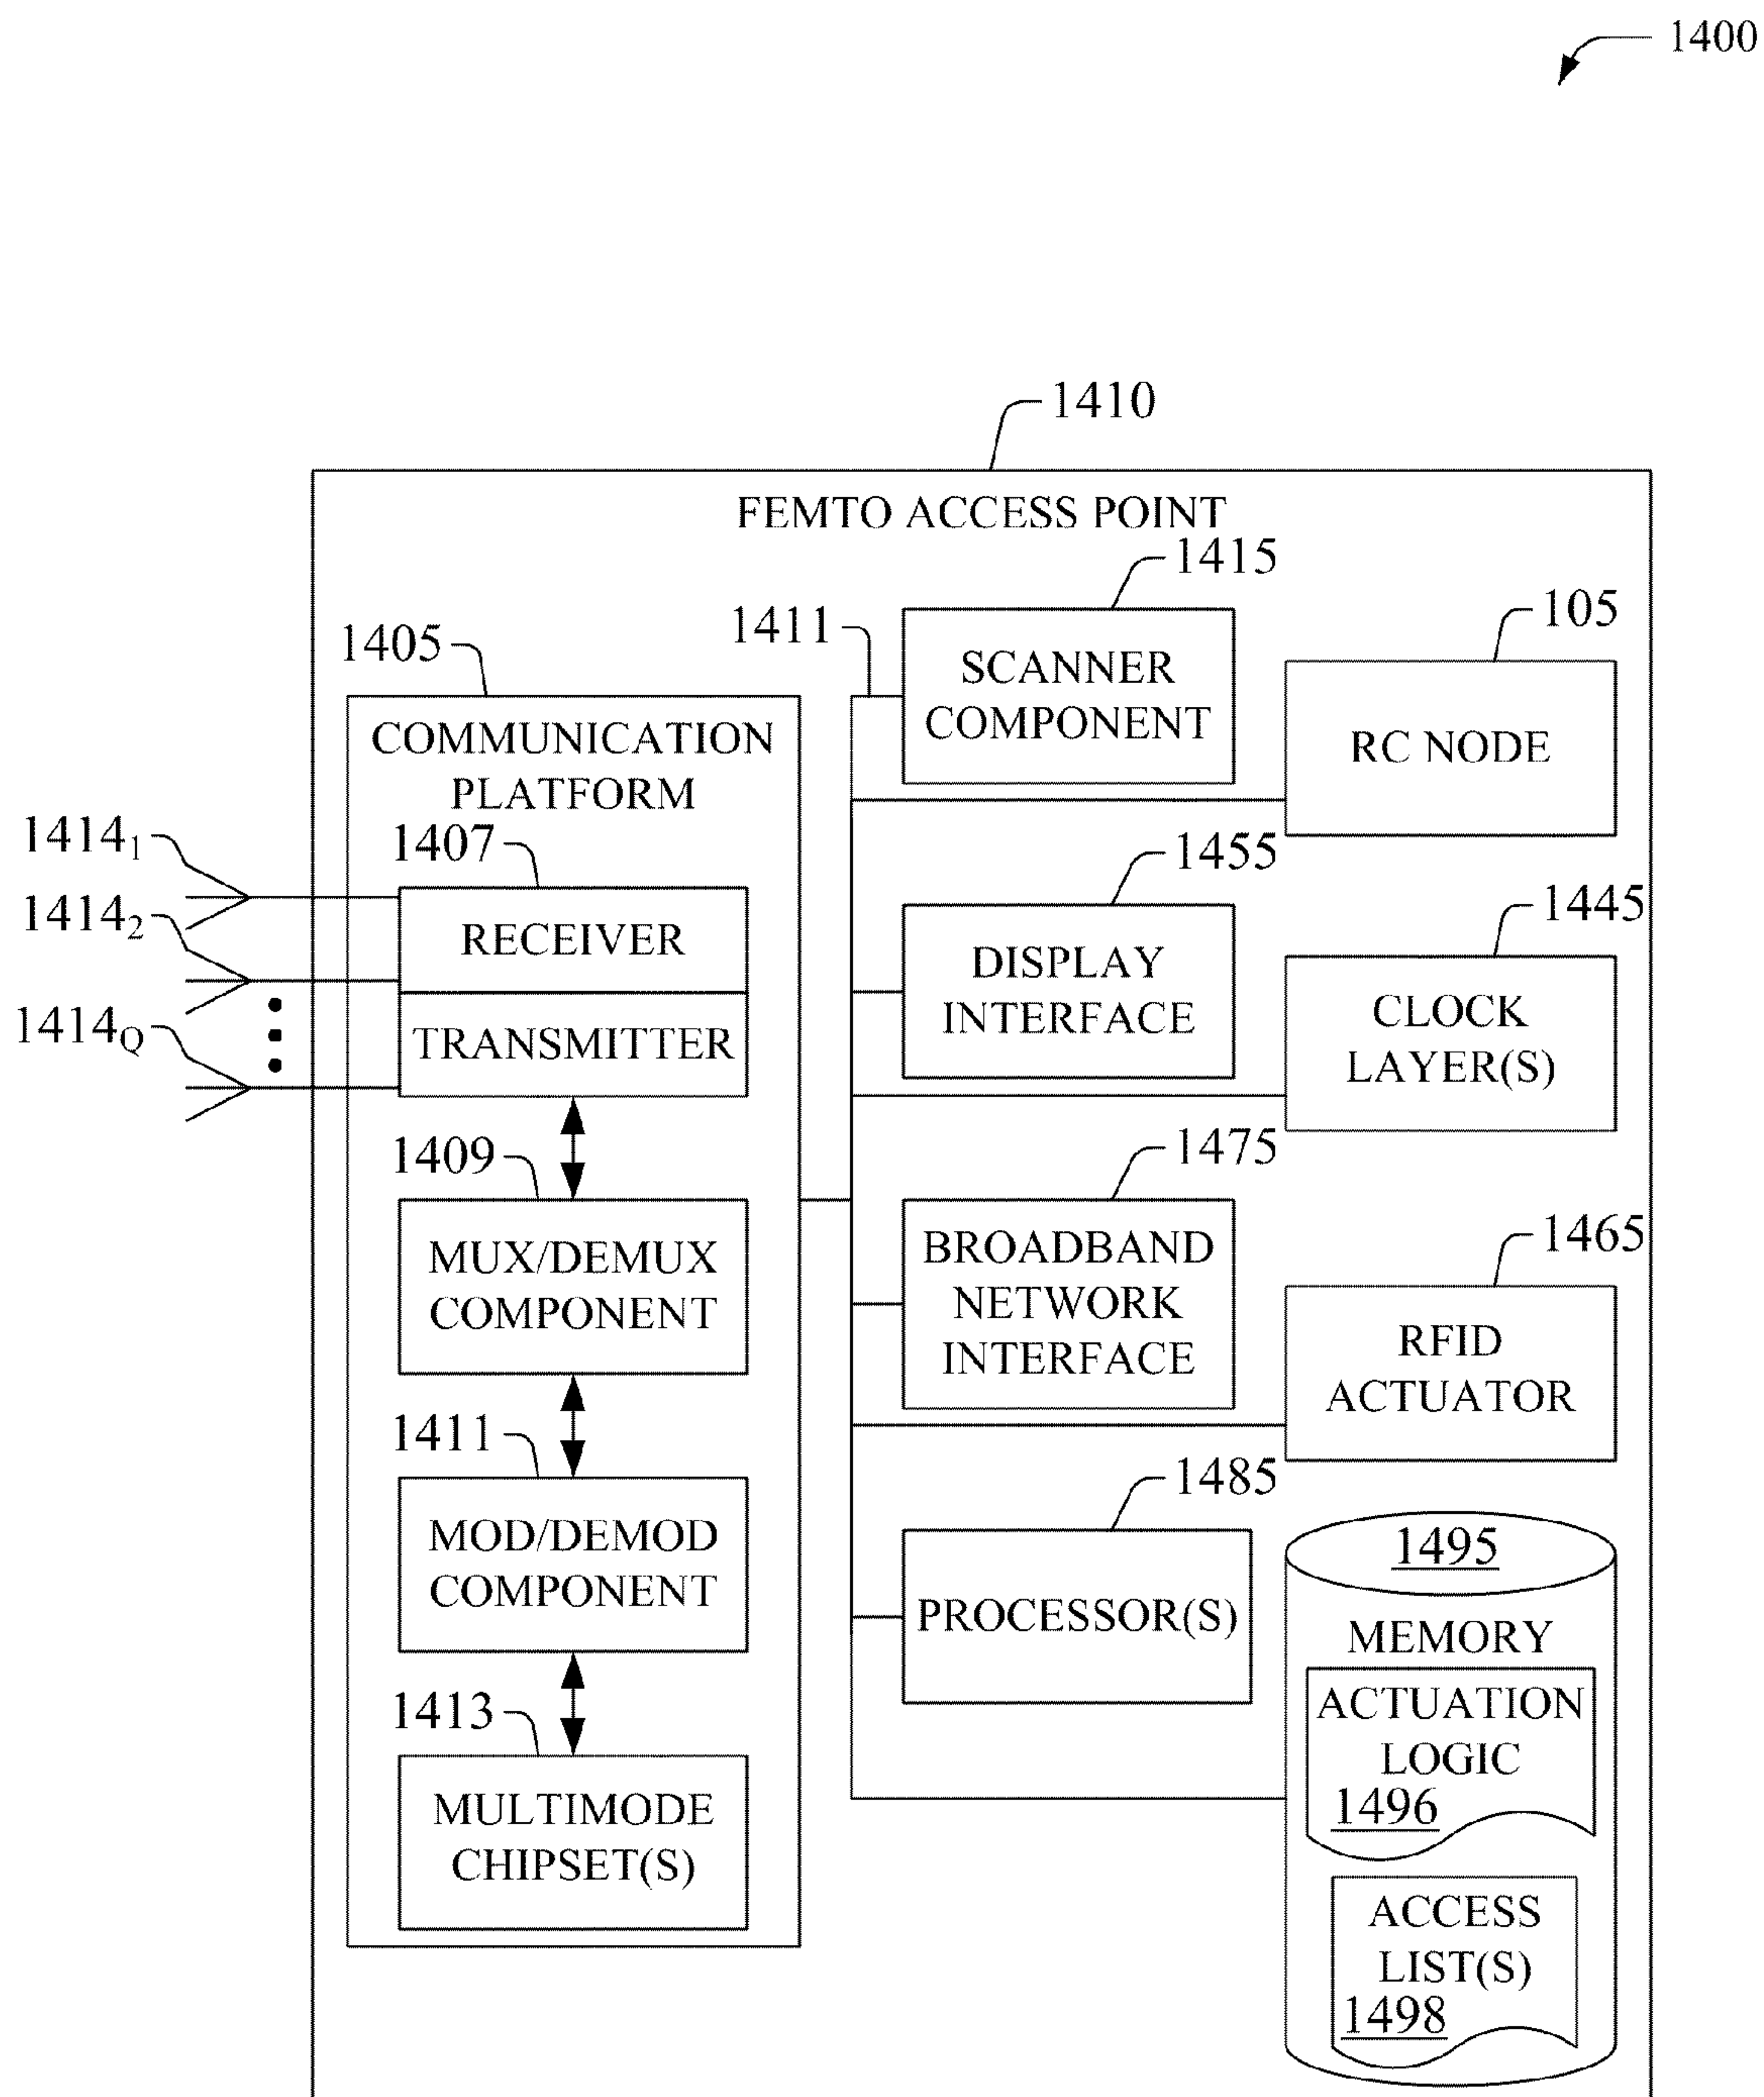 1400
1410
FEMTO ACCESS POINT
1415
1411
SCANNER
COMPONENT
105
RC NODE
1405
COMMUNICATION
PLATFORM
1407
RECEIVER
TRANSMITTER
1414₁
1414₂
1414Q
1409
MUX/DEMUX
COMPONENT
1411
MOD/DEMOD
COMPONENT
1413
MULTIMODE
CHIPSET(S)
1455
DISPLAY
INTERFACE
1445
CLOCK
LAYER(S)
1475
BROADBAND
NETWORK
INTERFACE
1465
RFID
ACTUATOR
1485
PROCESSOR(S)
1495
MEMORY
ACTUATION
LOGIC
1496
ACCESS
LIST(S)
1498